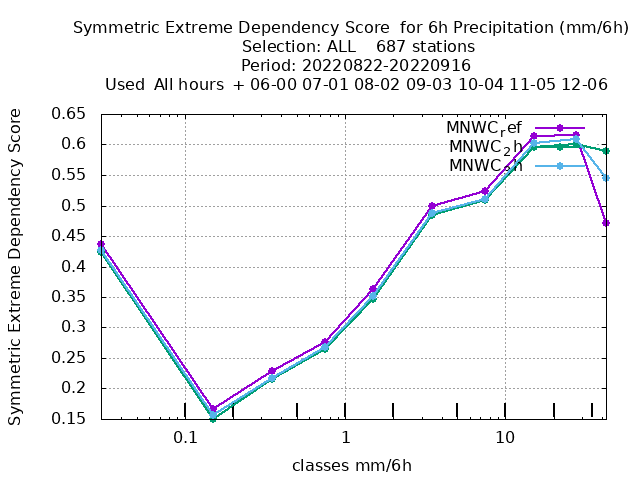 Symmetric Extreme Dependency Score for 6h Precipitation (mm/6h)
Selection: ALL 687 stations
Period: 20220822-20220916
Used All hours + 06-00 07-01 08-02 09-03 10-04 11-05 12-06
Symmetric Extreme Dependency Score
0.65
0.6
0.55
0.5
0.45
0.4
0.35
0.3
0.25
0.2
0.15
MNWCref
MNWC2h
0.1
1
10
classes mm/6h